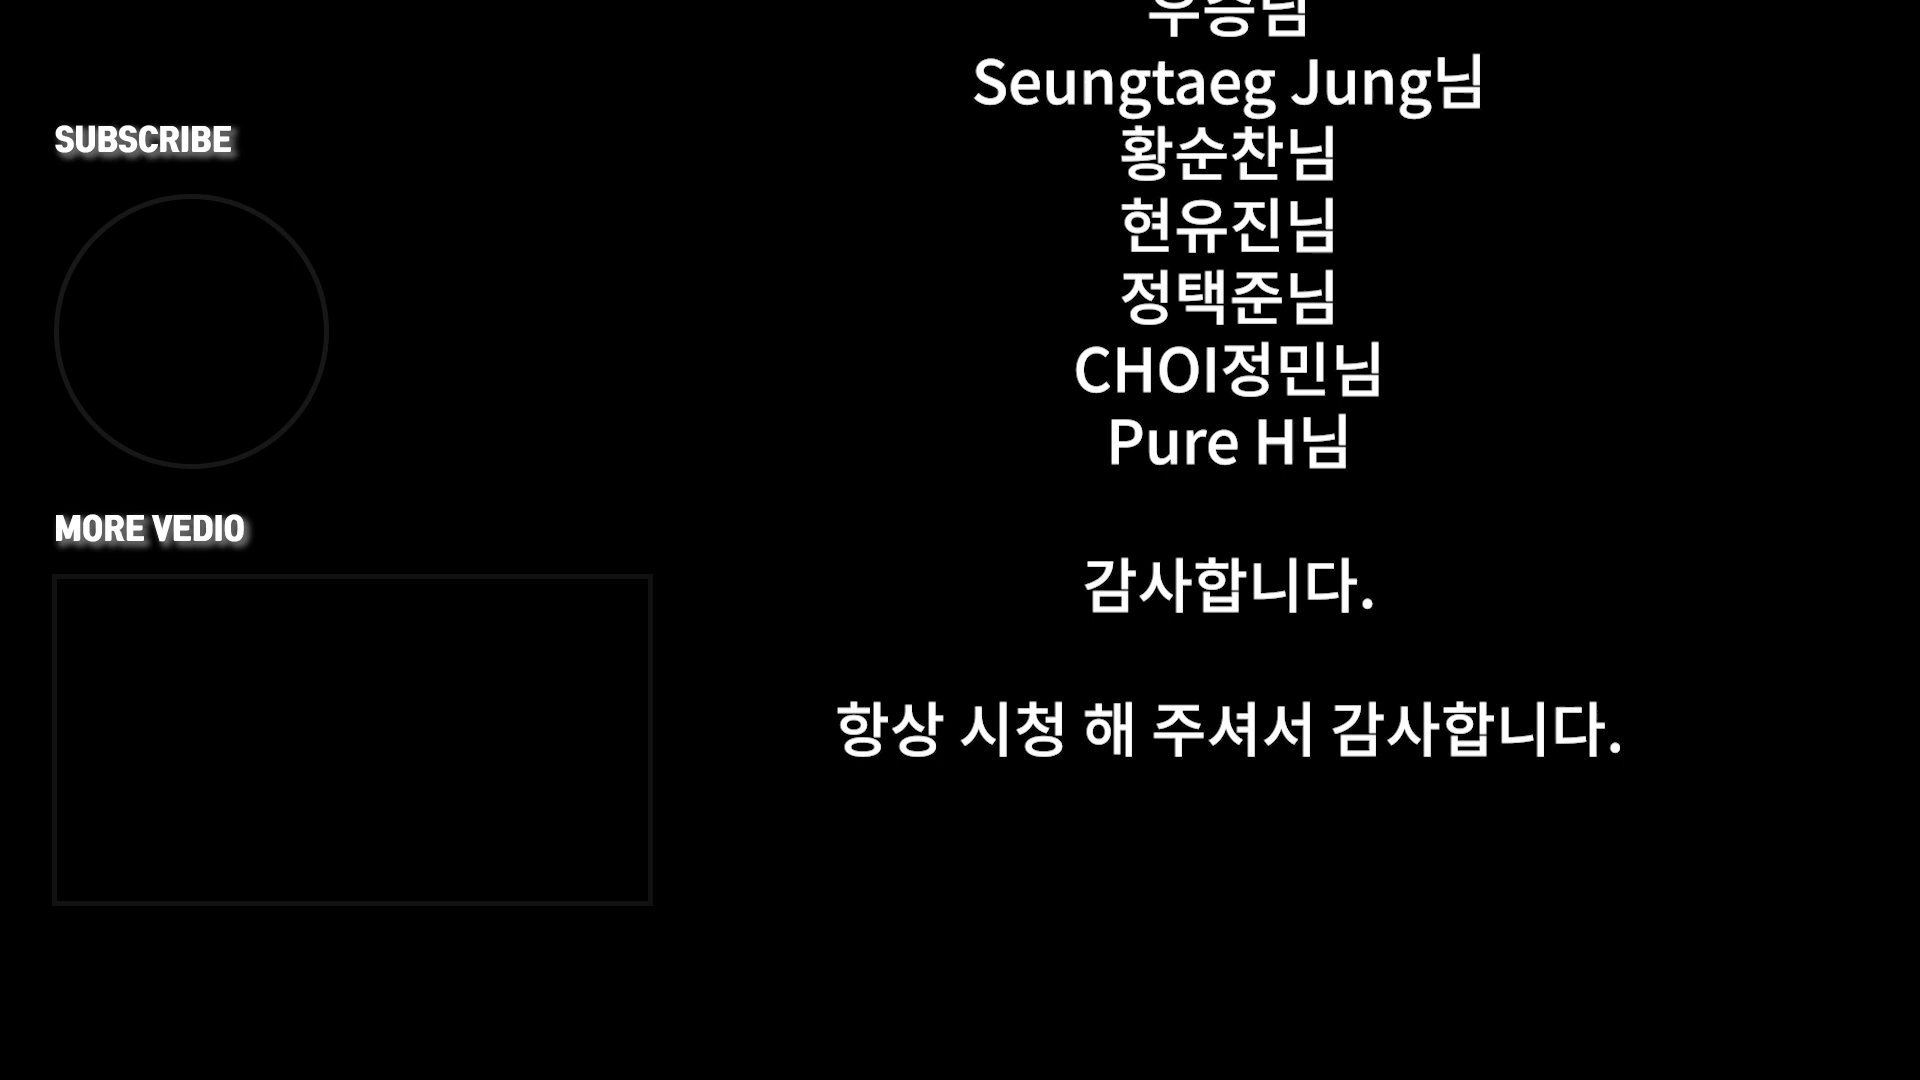 SUBSCRIBE
MORE VEDIO
Seungtaeg Jung님
황순찬님
현유진님
정택준님
CHOI정민님
Pure H님
감사합니다.
항상 시청 해 주셔서 감사합니다.